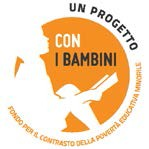 UN PROGETTO
CON
I BAMBINI
FONDO PER IL CONTRASTO DELLA POVERTÀ EDUCATIVA MINORILE